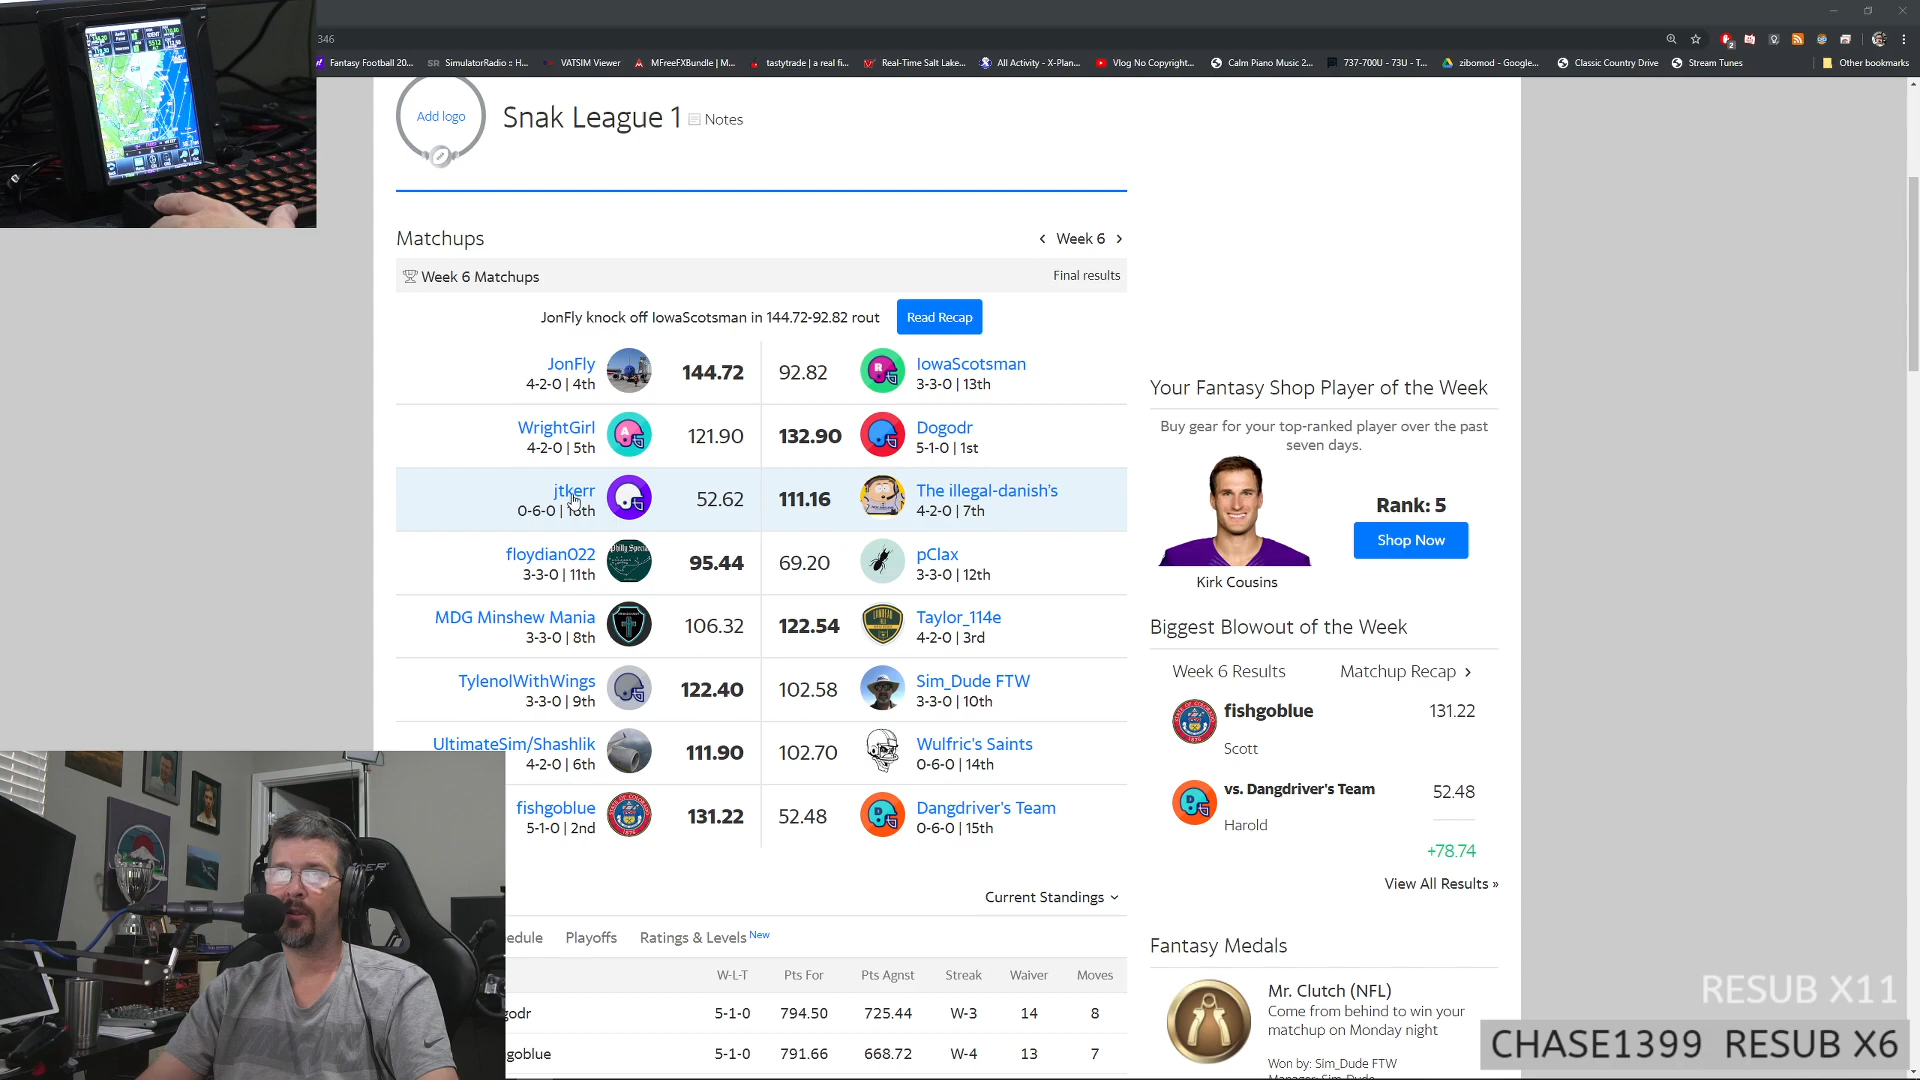 346
Fantasy Football 20...
SimulatorRadio :: H...
VATSIM Viewer
MFreeFXBundle | M...
tastytrade | a real fi...
Real-Time Salt Lake...
All Activity - X-Plan...
Vlog No Copyright...
Calm Piano Music 2...
737-700U - 73U - T...
zibomod - Google...
Classic Country Drive
Stream Tunes
Other bookmarks
Add logo
Snak League 1
Notes
Matchups
Week 6
Week 6 Matchups
Final results
JonFly knock off IowaScotsman in 144.72-92.82 rout
Read Recap
JonFly
4-2-0 | 4th
144.72
92.82
IowaScotsman
3-3-0 | 13th
WrightGirl
4-2-0 | 5th
121.90
132.90
Dogodr
5-1-0 | 1st
jtkerr
0-6-0 | 16th
52.62
111.16
The illegal-danish's
4-2-0 | 7th
floydian022
3-3-0 | 11th
95.44
69.20
pClax
3-3-0 | 12th
MDG Minshew Mania
3-3-0 | 8th
106.32
122.54
Taylor_114e
4-2-0 | 3rd
TylenolWithWings
3-3-0 | 9th
122.40
102.58
Sim_Dude FTW
3-3-0 | 10th
UltimateSim/Shashlik
4-2-0 | 6th
111.90
102.70
Wulfric's Saints
0-6-0 | 14th
fishgoblue
5-1-0 | 2nd
131.22
52.48
Dangdriver's Team
0-6-0 | 15th
Current Standings
edule
Playoffs
Ratings & Levels New
W-L-T Pts For Pts Agnst Streak Waiver Moves
godr 5-1-0 794.50 725.44 W-3 14 8
goblue 5-1-0 791.66 668.72 W-4 13 7
Your Fantasy Shop Player of the Week
Buy gear for your top-ranked player over the past
seven days.
Rank: 5
Shop Now
Kirk Cousins
Biggest Blowout of the Week
Week 6 Results
Matchup Recap
fishgoblue 131.22
Scott
vs. Dangdriver's Team 52.48
Harold
+78.74
View All Results »
Fantasy Medals
Mr. Clutch (NFL)
Come from behind to win your
matchup on Monday night
Won by: Sim_Dude FTW
RESUB X11
CHASE1399 RESUB X6